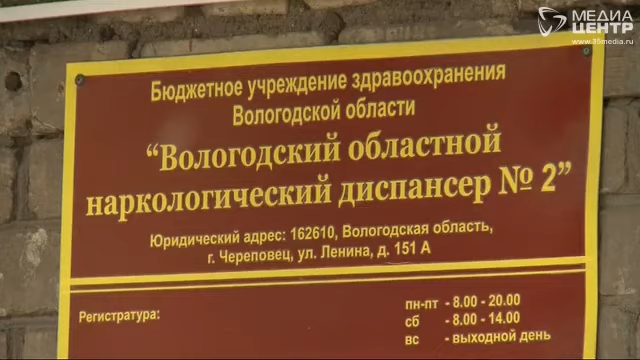 МЕДИА
ЦЕНТР
www.35media.ru
Бюджетное учреждение здравоохранения
Вологодской области
“Вологодский областной
наркологический диспансер № 2”
Юридический адрес: 162610, Вологодская область,
г. Череповец, ул. Ленина, д. 151 А
Регистратура:
пн-пт - 8.00 - 20.00
сб - 8.00 - 14.00
вс - выходной день